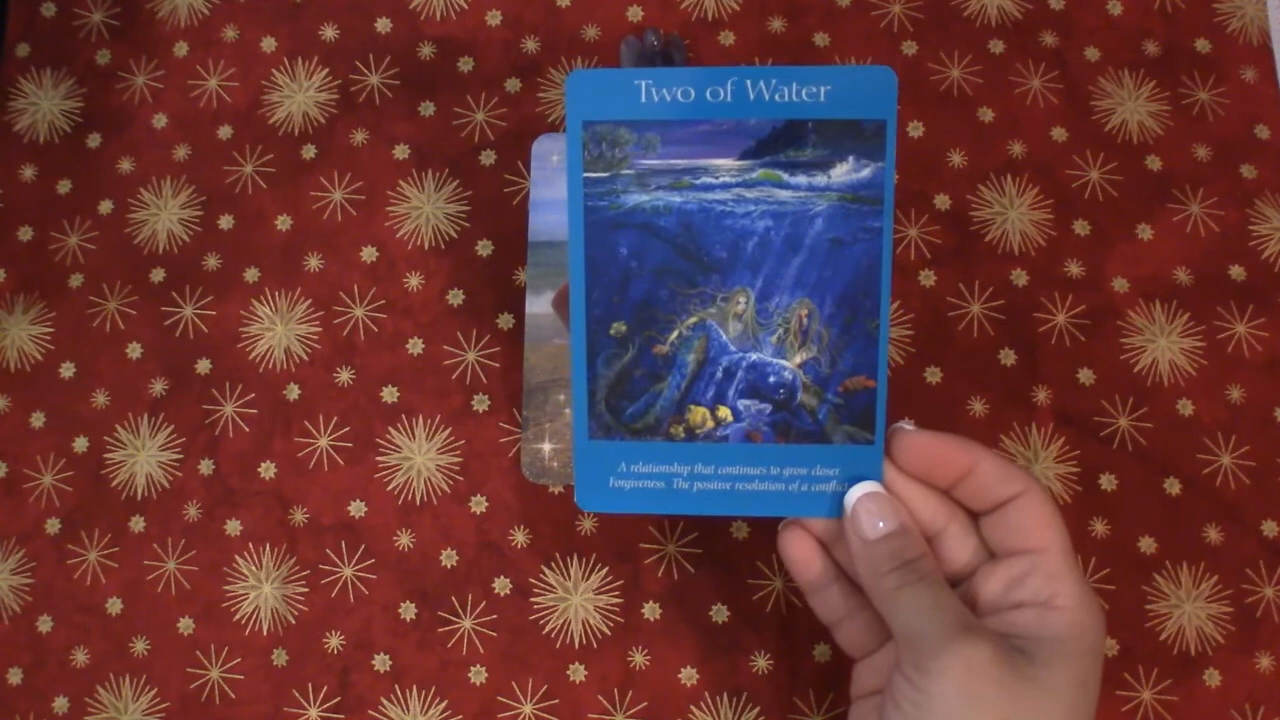 Two of Water
A relationship that continues to grow closer.
Forgiveness. The positive resolution of a conflict